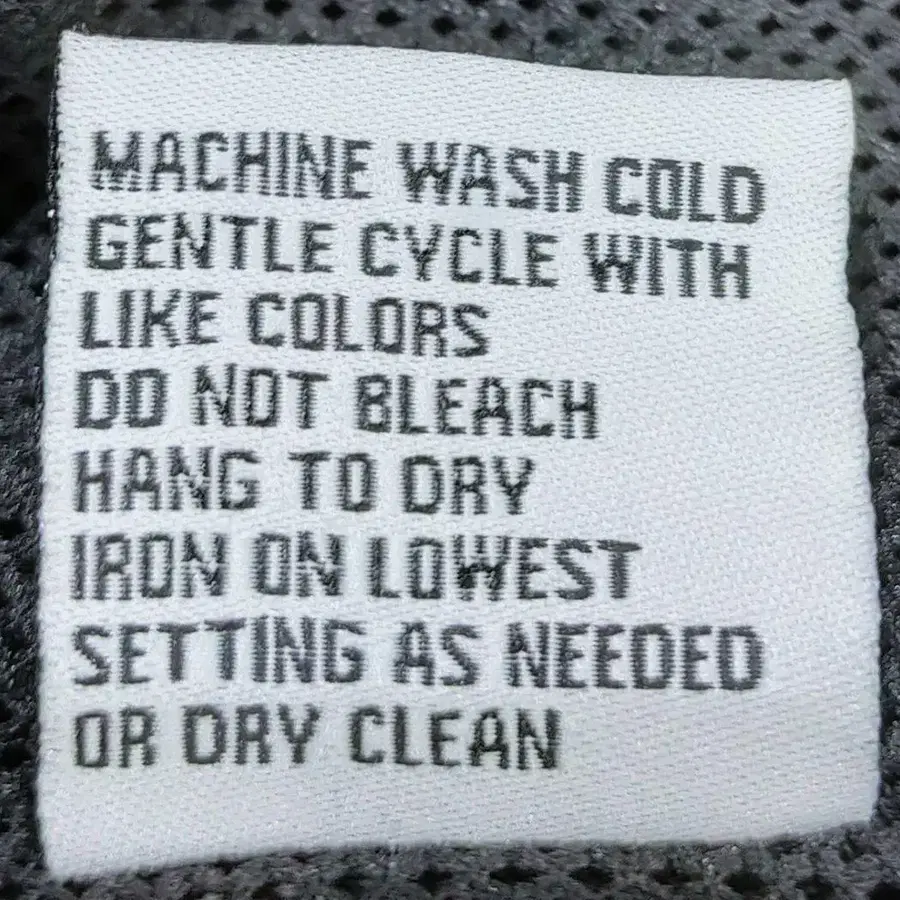 MACHINE WASH COLD
GENTLE CYCLE WITH
LIKE COLORS
DO NOT BLEACH
HANG TO DRY
IRON ON LOWEST
SETTING AS NEEDED
OR DRY CLEAN